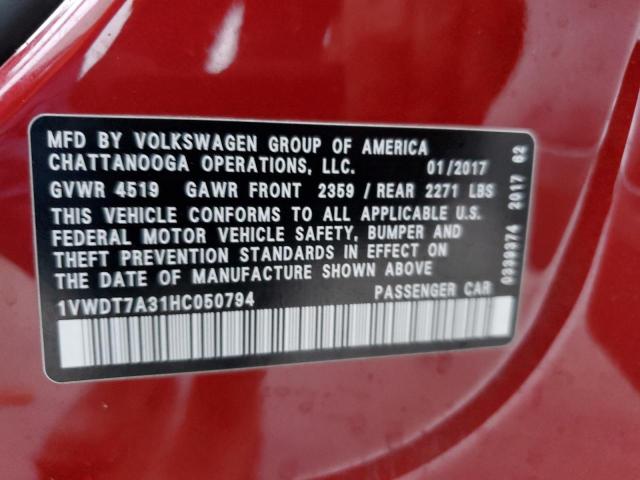 MFD BY VOLKSWAGEN GROUP OF AMERICA
CHATTANOOGA OPERATIONS, LLC. 01/2017
GVWR 4519 GAWR FRONT 2359 / REAR 2271 LBS
THIS VEHICLE CONFORMS TO ALL APPLICABLE U.S.
FEDERAL MOTOR VEHICLE SAFETY, BUMPER AND
THEFT PREVENTION STANDARDS IN EFFECT ON
THE DATE OF MANUFACTURE SHOWN ABOVE
1VWDT7A31HC050794 PASSENGER CAR
0339374 2017 62